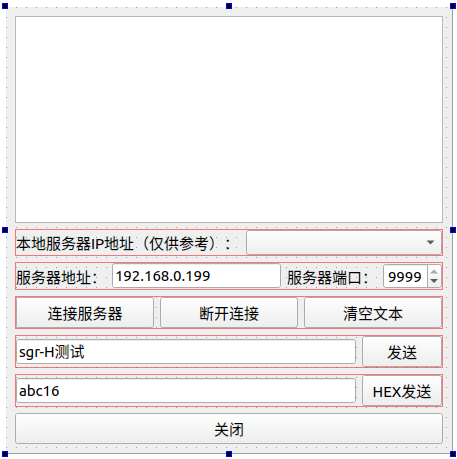 本地服务器IP地址（仅供参考）：
服务器地址： 192.168.0.199 服务器端口： 9999
连接服务器 断开连接 清空文本
sgr-H测试 发送
abc16 HEX发送
关闭